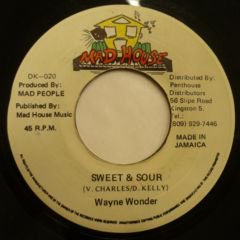 MAD HOUSE
DK-020
Produced By:
MAD PEOPLE
Published By:
Mad House Music
45 R.P.M.
Distributed By:
Penthouse
Distributors
56 Slipe Road
Kingston 5.
Tel:
(809) 929-7446
MADE IN
JAMAICA
SWEET & SOUR
(V. CHARLES/D. KELLY)
Wayne Wonder